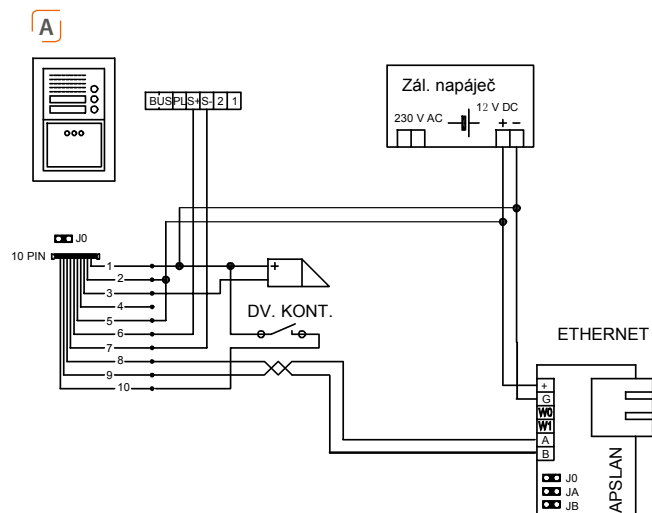 A
Zál. napáječ
BUS PL S+ S- 2 1
230 V AC
12 V DC
+ −
J0
10 PIN
1
2
3
4
5
6
7
8
9
10
+
DV. KONT.
ETHERNET
+
G
W0
W1
A
B
J0
JA
JB
APSLAN